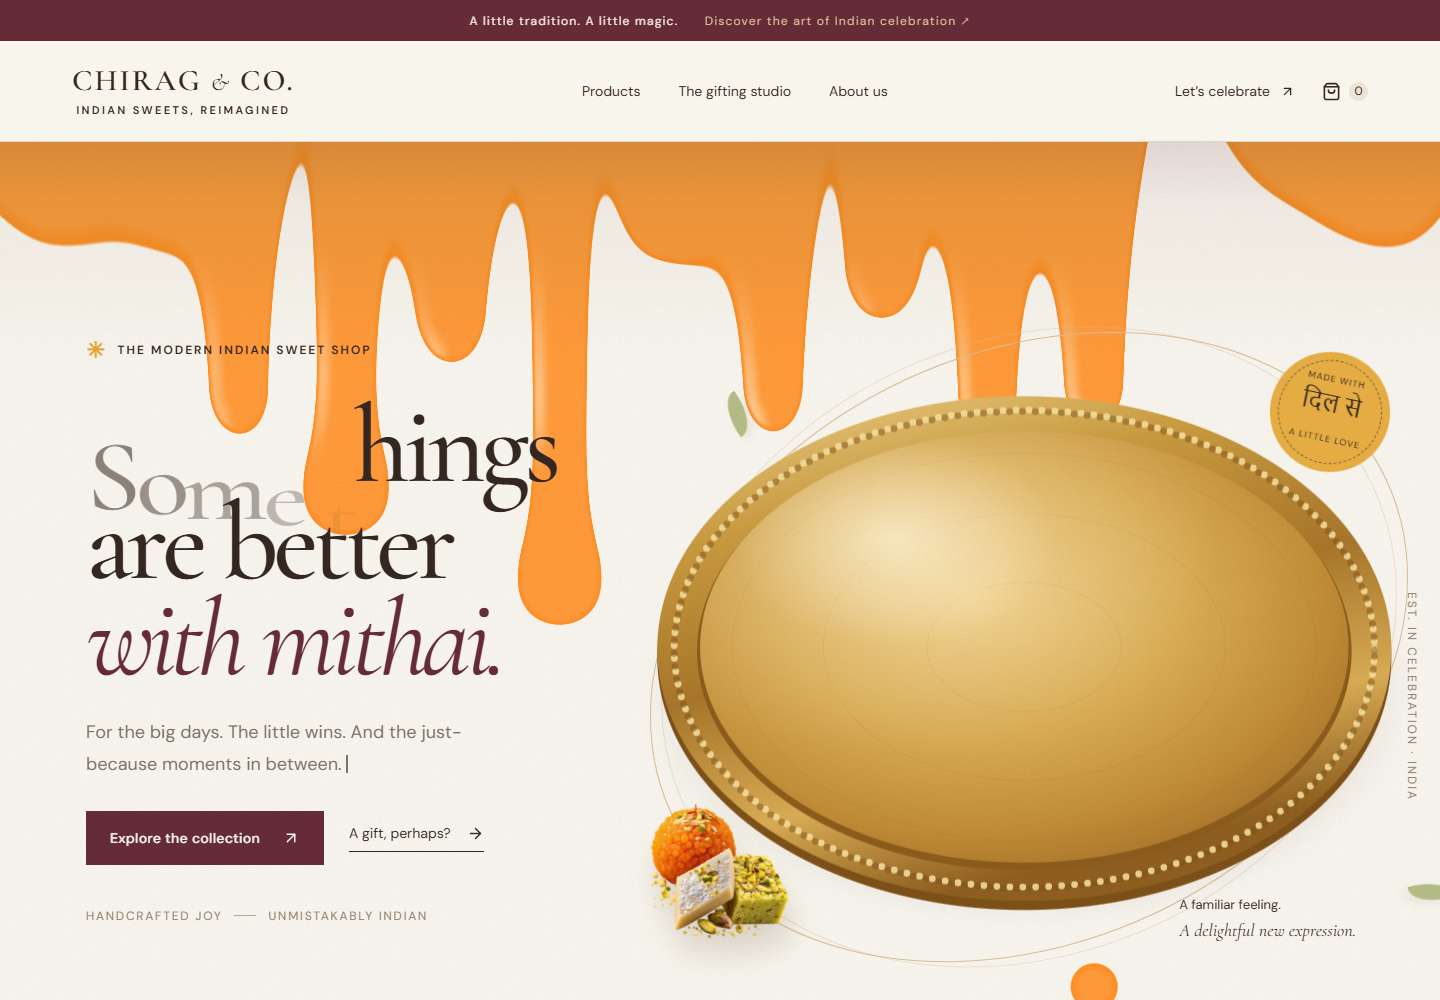 A little tradition. A little magic. Discover the art of Indian celebration ↗
CHIRAG & CO.
INDIAN SWEETS, REIMAGINED
Products
The gifting studio
About us
Let's celebrate
0
THE MODERN INDIAN SWEET SHOP
Some t hings
are better
with mithai.
For the big days. The little wins. And the just-
because moments in between.
Explore the collection
A gift, perhaps?
HANDCRAFTED JOY — UNMISTAKABLY INDIAN
MADE WITH
दिल से
A LITTLE LOVE
EST. IN CELEBRATION · INDIA
A familiar feeling.
A delightful new expression.